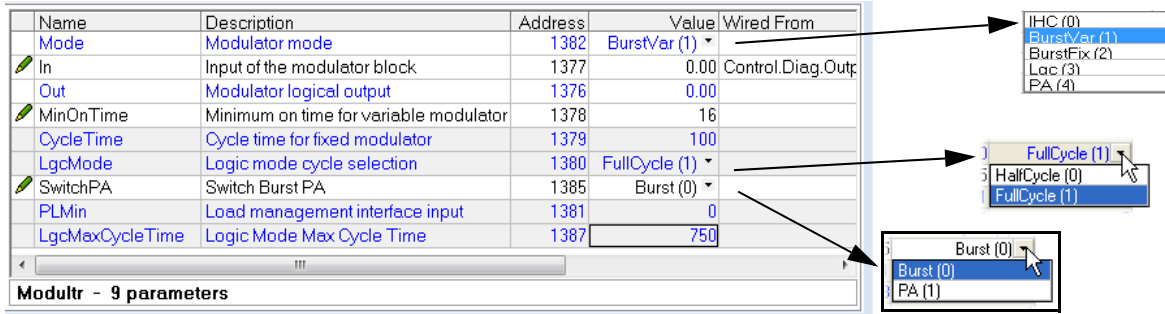 Name Description Address Value Wired From
Mode Modulator mode 1382 BurstVar (1)
In Input of the modulator block 1377 0.00 Control.Diag.Outp
Out Modulator logical output 1376 0.00
MinOnTime Minimum on time for variable modulator 1378 16
CycleTime Cycle time for fixed modulator 1379 100
LgcMode Logic mode cycle selection 1380 FullCycle (1)
SwitchPA Switch Burst PA 1385 Burst (0)
PLMin Load management interface input 1381 0
LgcMaxCycleTime Logic Mode Max Cycle Time 1387 750
Modultr - 9 parameters
IHC (0)
BurstVar (1)
BurstFix (2)
Lgc (3)
PA (4)
FullCycle (1)
HalfCycle (0)
FullCycle (1)
Burst (0)
Burst (0)
PA (1)